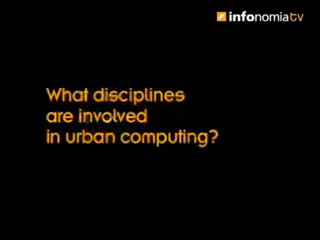 infonomiatv
What disciplines
are involved
in urban computing?